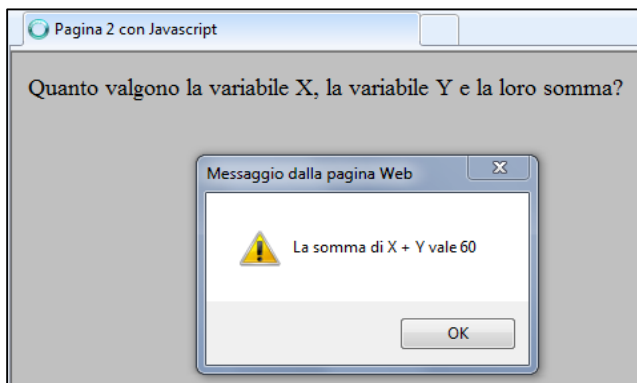 Pagina 2 con Javascript
Quanto valgono la variabile X, la variabile Y e la loro somma?
Messaggio dalla pagina Web
La somma di X + Y vale 60
OK